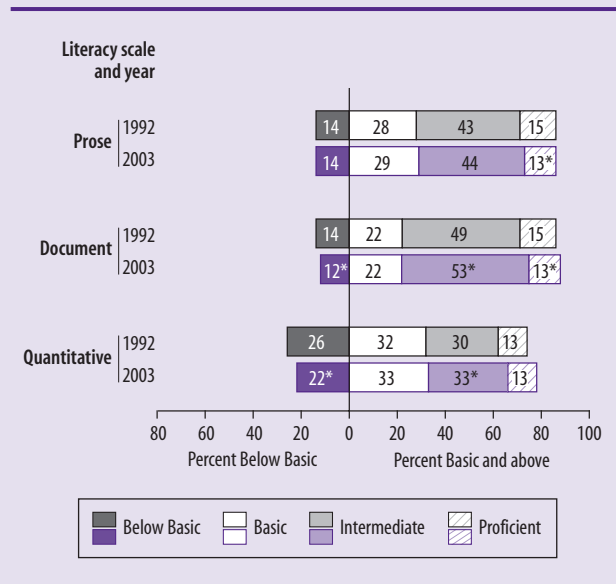 Literacy scale
and year
Prose
1992
14 28 43 15
2003
14 29 44 13*
Document
1992
14 22 49 15
2003
12* 22 53* 13*
Quantitative
1992
26 32 30 13
2003
22* 33 33* 13
80 60 40 20 0 20 40 60 80 100
Percent Below Basic Percent Basic and above
Below Basic Basic Intermediate Proficient